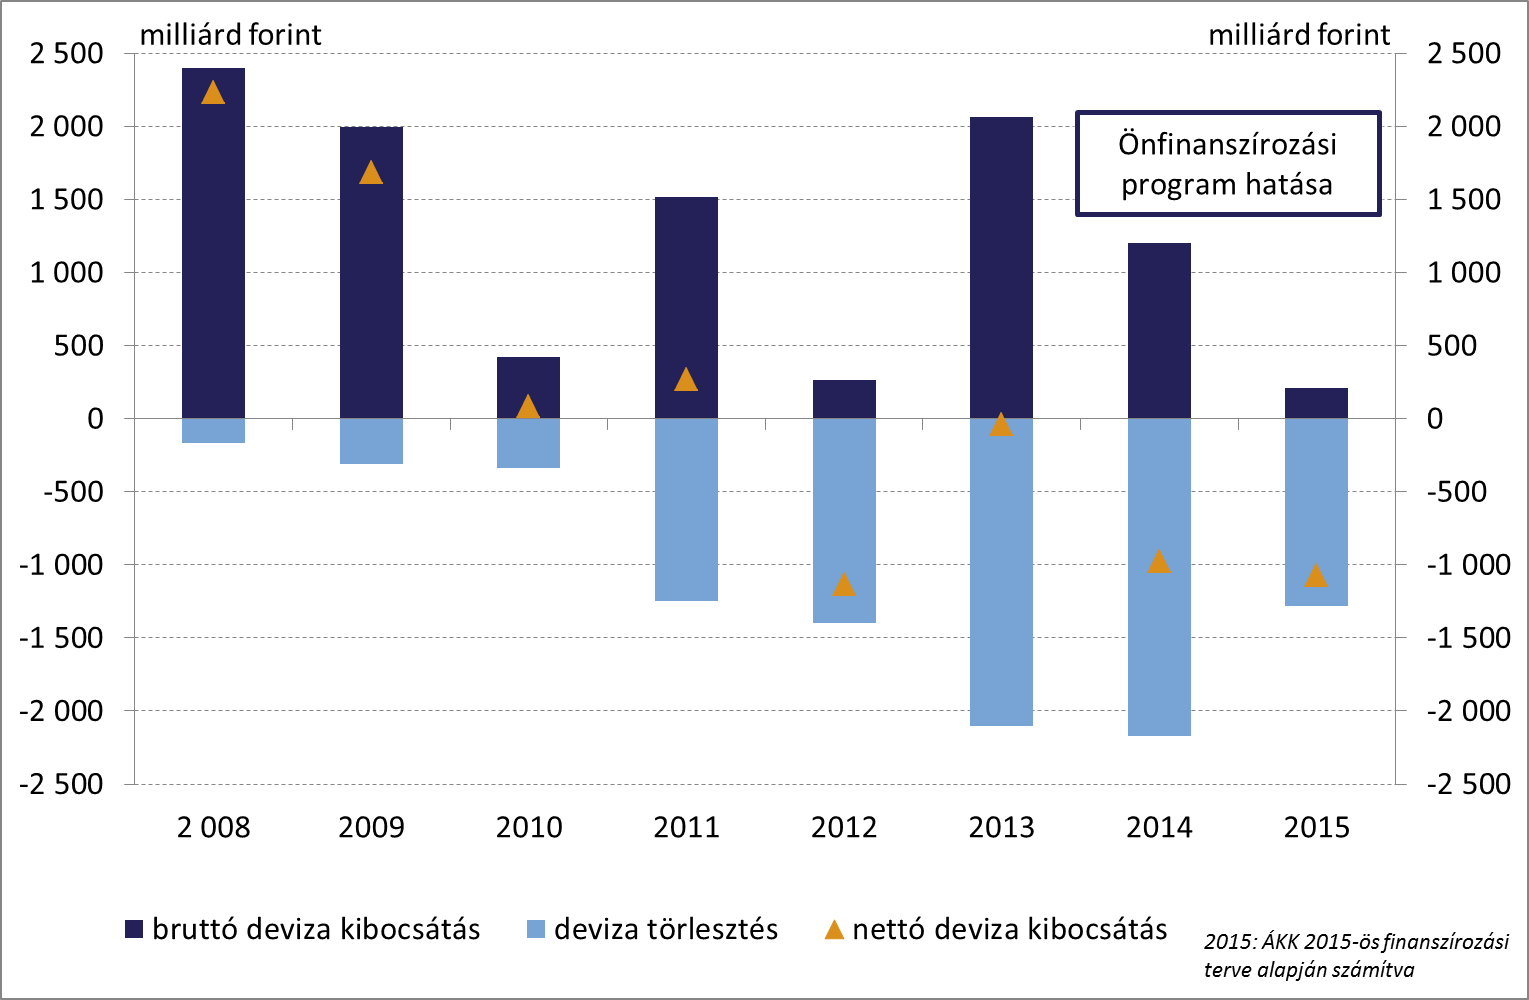 milliárd forint
milliárd forint
2 500
2 000
1 500
1 000
500
0
-500
-1 000
-1 500
-2 000
-2 500
2 500
2 000
1 500
1 000
500
0
-500
-1 000
-1 500
-2 000
-2 500
Önfinanszírozási
program hatása
2 008 2009 2010 2011 2012 2013 2014 2015
bruttó deviza kibocsátás deviza törlesztés nettó deviza kibocsátás
2015: ÁKK 2015-ös finanszírozási
terve alapján számítva